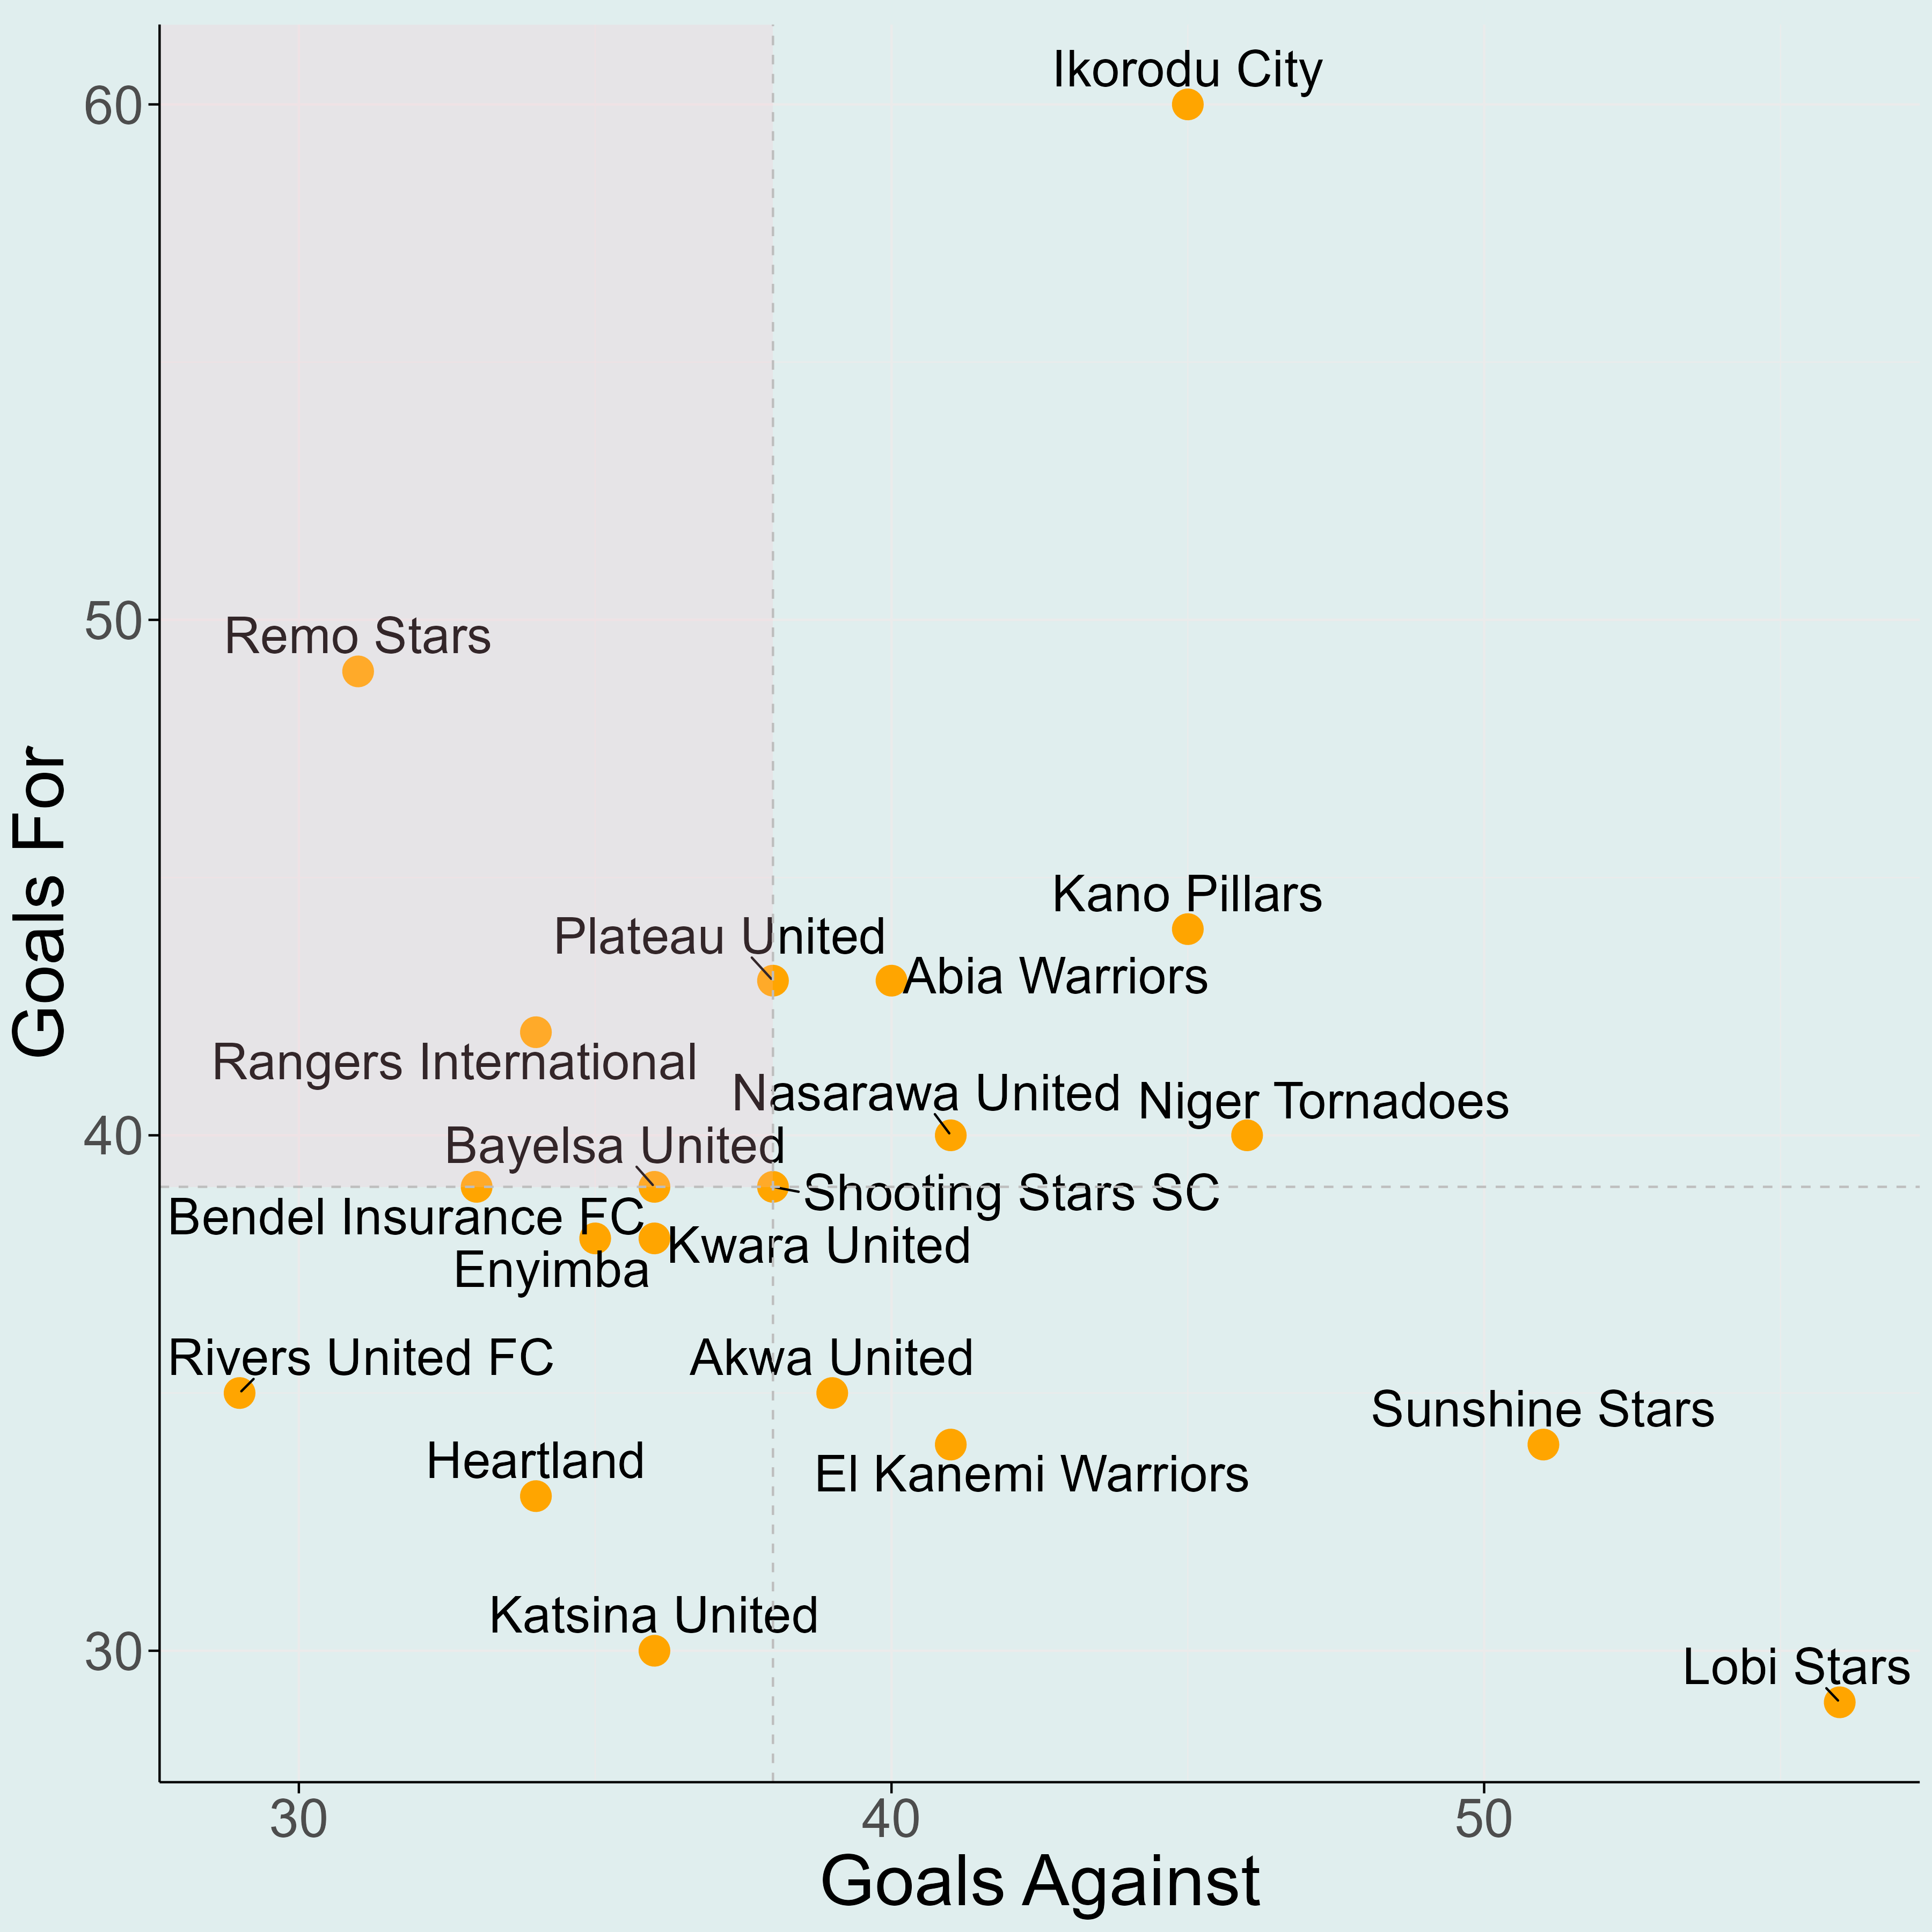 Ikorodu City
60
50
Remo Stars
Goals For
Kano Pillars
Plateau United
Abia Warriors
Rangers International
Nasarawa United
Niger Tornadoes
40
Bayelsa United
Shooting Stars SC
Bendel Insurance FC
Kwara United
Enyimba
Rivers United FC
Akwa United
Sunshine Stars
Heartland
El Kanemi Warriors
Katsina United
30
Lobi Stars
30
40
50
Goals Against